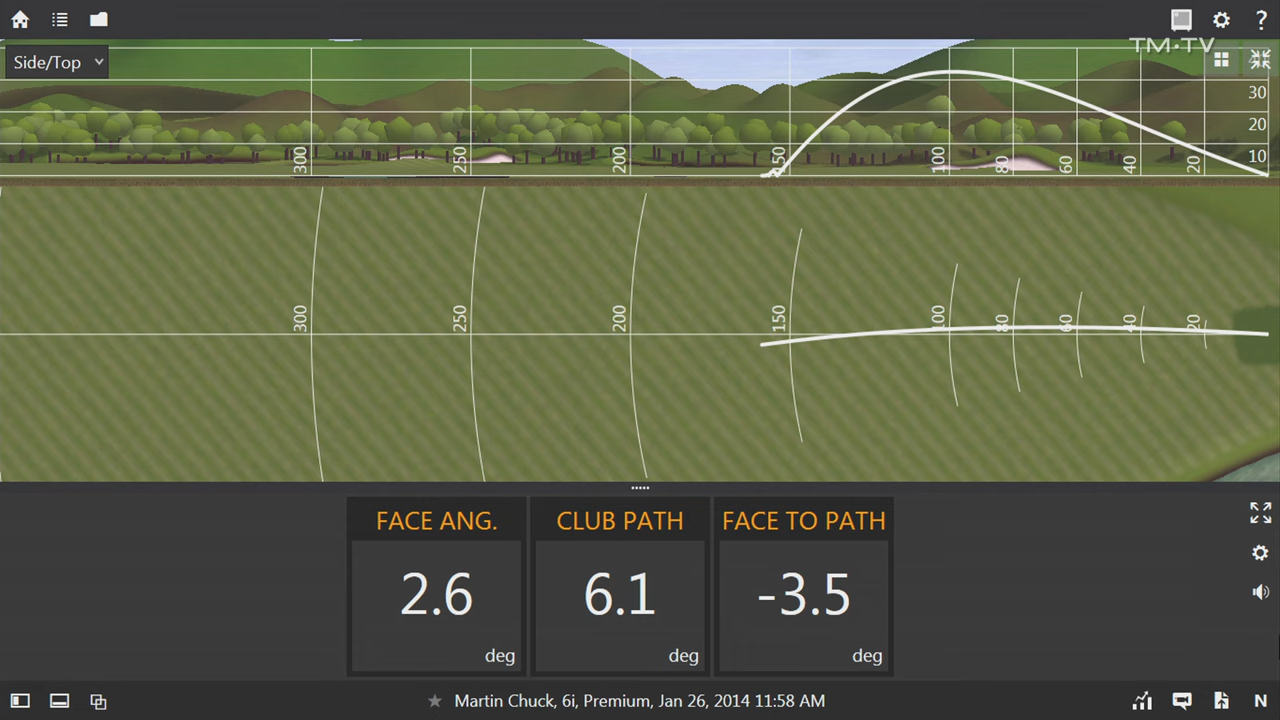 TM·TV
Side/Top
30
20
10
300
250
200
150
100
80
60
40
20
300
250
200
150
100
80
60
40
20
FACE ANG.
CLUB PATH
FACE TO PATH
2.6
6.1
-3.5
deg
deg
deg
Martin Chuck, 6i, Premium, Jan 26, 2014 11:58 AM
N